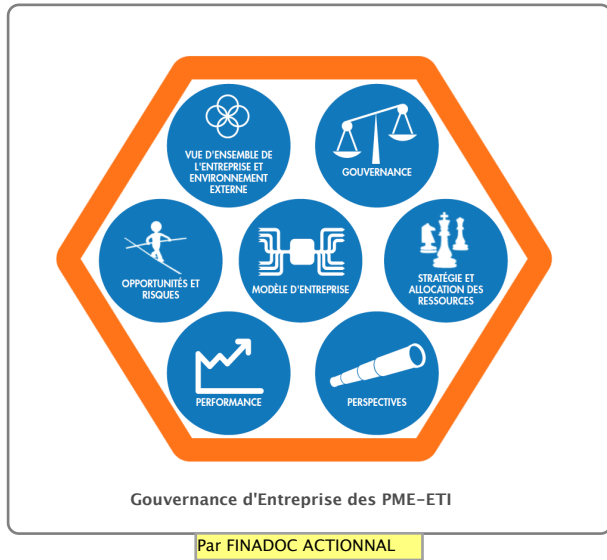 VUE D'ENSEMBLE DE
L'ENTREPRISE ET
ENVIRONNEMENT
EXTERNE
GOUVERNANCE
OPPORTUNITÉS ET
RISQUES
MODÈLE D'ENTREPRISE
STRATÉGIE ET
ALLOCATION DES
RESSOURCES
PERFORMANCE
PERSPECTIVES
Gouvernance d'Entreprise des PME-ETI
Par FINADOC ACTIONNAL